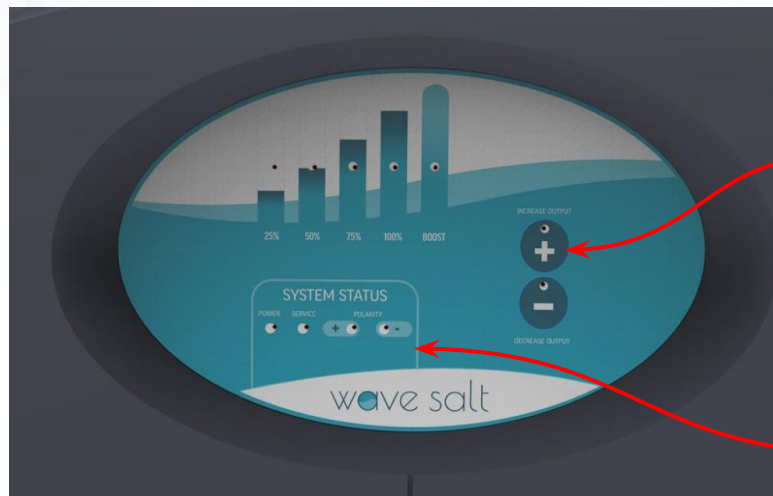 25% 50% 75% 100% BOOST
INCREASE OUTPUT
+
-
DECREASE OUTPUT
SYSTEM STATUS
POWER SERVICE POLARITY
+ -
wave salt